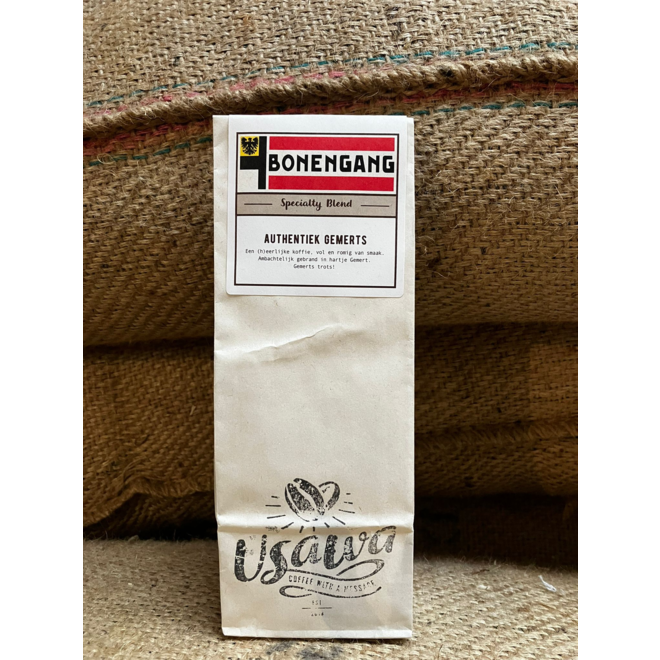 BONENGANG
Specialty Blend
AUTHENTIEK GEMERTS
Een (h)eerlijke koffie, vol en romig van smaak.
Ambachtelijk gebrand in hartje Gemert.
Gemerts trots!
Usawa
COFFEE WITH A MESSAGE